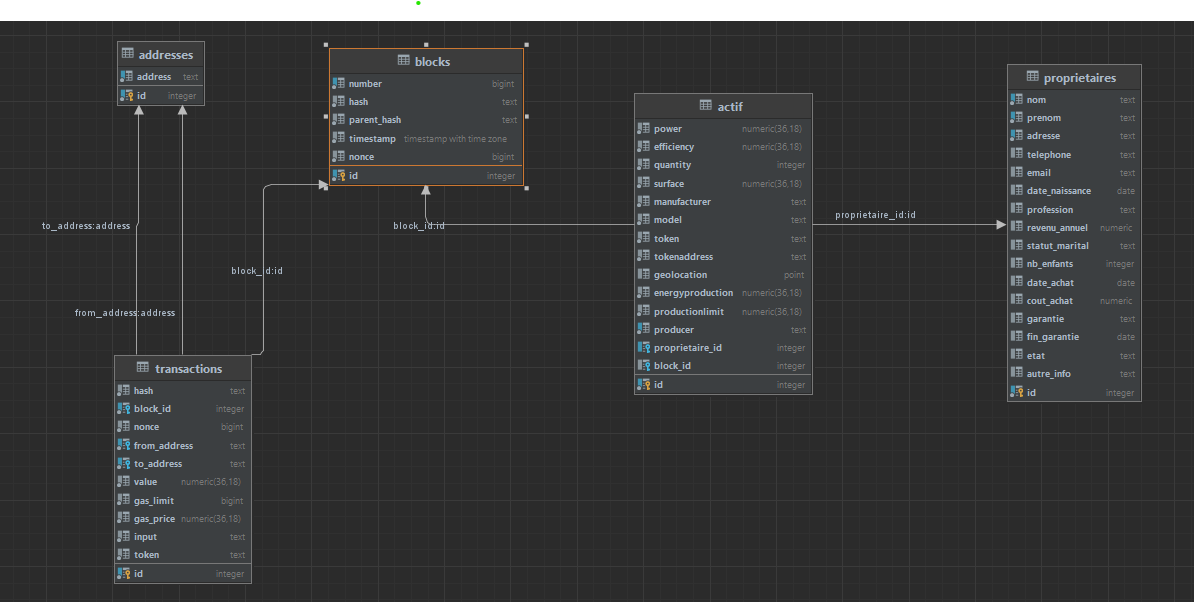 addresses
address text
id integer
blocks
number bigint
hash text
parent_hash text
timestamp timestamp with time zone
nonce bigint
id integer
actif
power numeric(36,18)
efficiency numeric(36,18)
quantity integer
surface numeric(36,18)
manufacturer text
model text
token text
tokenaddress text
geolocation point
energyproduction numeric(36,18)
productionlimit numeric(36,18)
producer text
proprietaire_id integer
block_id integer
id integer
proprietaires
nom text
prenom text
adresse text
telephone text
email text
date_naissance date
profession text
revenu_annuel numeric
statut_marital text
nb_enfants integer
date_achat date
cout_achat numeric
garantie text
fin_garantie date
etat text
autre_info text
id integer
to_address:address
from_address:address
block_id:id
block_id:id
proprietaire_id:id
transactions
hash text
block_id integer
nonce bigint
from_address text
to_address text
value numeric(36,18)
gas_limit bigint
gas_price numeric(36,18)
input text
token text
id integer